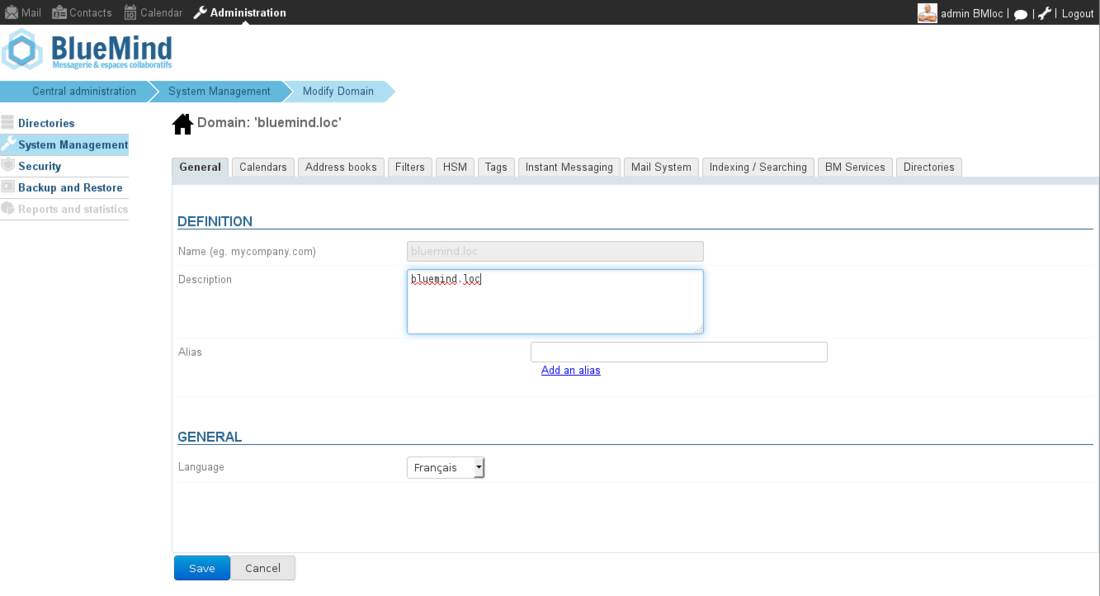 Mail Contacts Calendar Administration admin BMloc | | | Logout
BlueMind
Messagerie & espaces collaboratifs
Central administration System Management Modify Domain
Directories
System Management
Security
Backup and Restore
Reports and statistics
Domain: 'bluemind.loc'
General Calendars Address books Filters HSM Tags Instant Messaging Mail System Indexing / Searching BM Services Directories
DEFINITION
Name (eg. mycompany.com) bluemind.loc
Description bluemind.loc
Alias
Add an alias
GENERAL
Language Français
Save Cancel